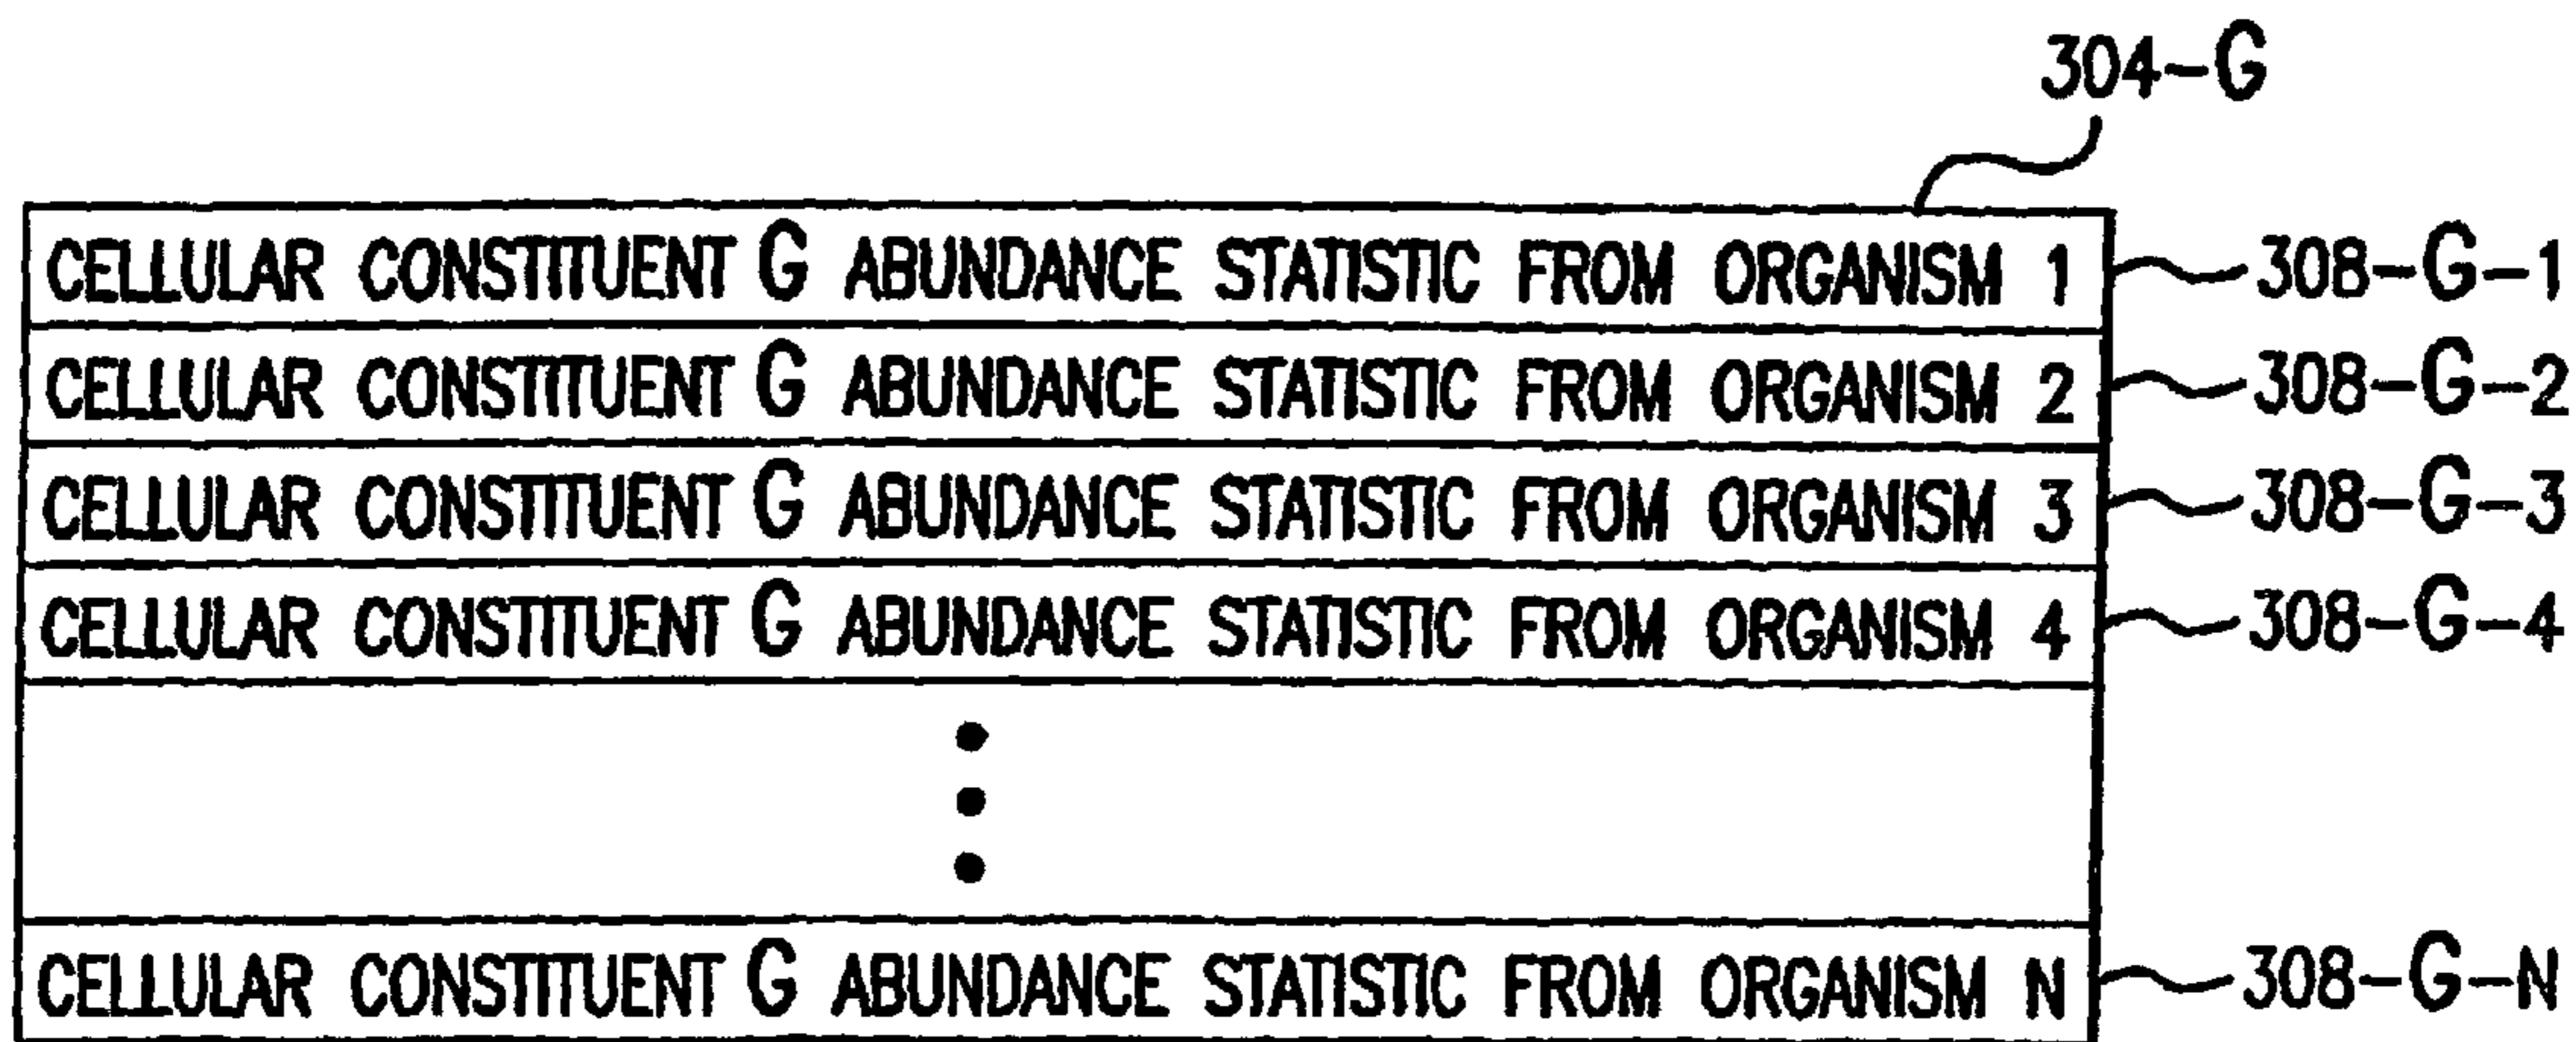 304-G
CELLULAR CONSTITUENT G ABUNDANCE STATISTIC FROM ORGANISM 1 308-G-1
CELLULAR CONSTITUENT G ABUNDANCE STATISTIC FROM ORGANISM 2 308-G-2
CELLULAR CONSTITUENT G ABUNDANCE STATISTIC FROM ORGANISM 3 308-G-3
CELLULAR CONSTITUENT G ABUNDANCE STATISTIC FROM ORGANISM 4 308-G-4
CELLULAR CONSTITUENT G ABUNDANCE STATISTIC FROM ORGANISM N 308-G-N